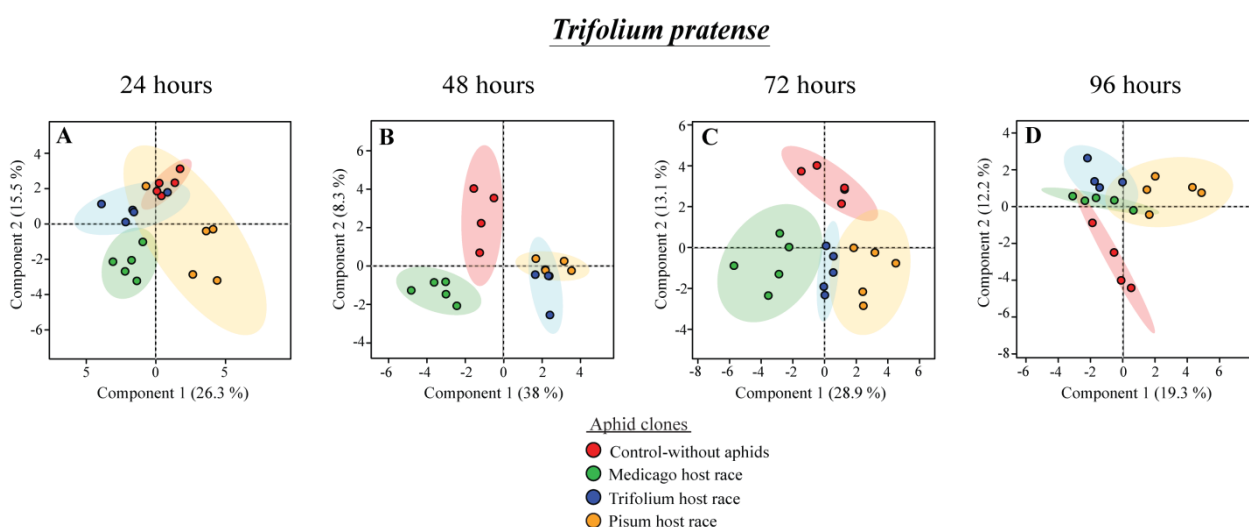 Trifolium pratense
24 hours
48 hours
72 hours
96 hours
A
4
2
0
-2
-4
-6
5
0
5
Component 2 (15.5 %)
Component 1 (26.3 %)
B
6
4
2
0
-2
-4
-6
-4
-2
0
2
4
Component 2 (8.3 %)
Component 1 (38 %)
C
6
4
2
0
-2
-4
-8
-6
-4
-2
0
2
4
6
Component 2 (13.1 %)
Component 1 (28.9 %)
D
4
2
0
-2
-4
-6
-8
-6
-4
-2
0
2
4
6
Component 2 (12.2 %)
Component 1 (19.3 %)
Aphid clones
Control-without aphids
Medicago host race
Trifolium host race
Pisum host race